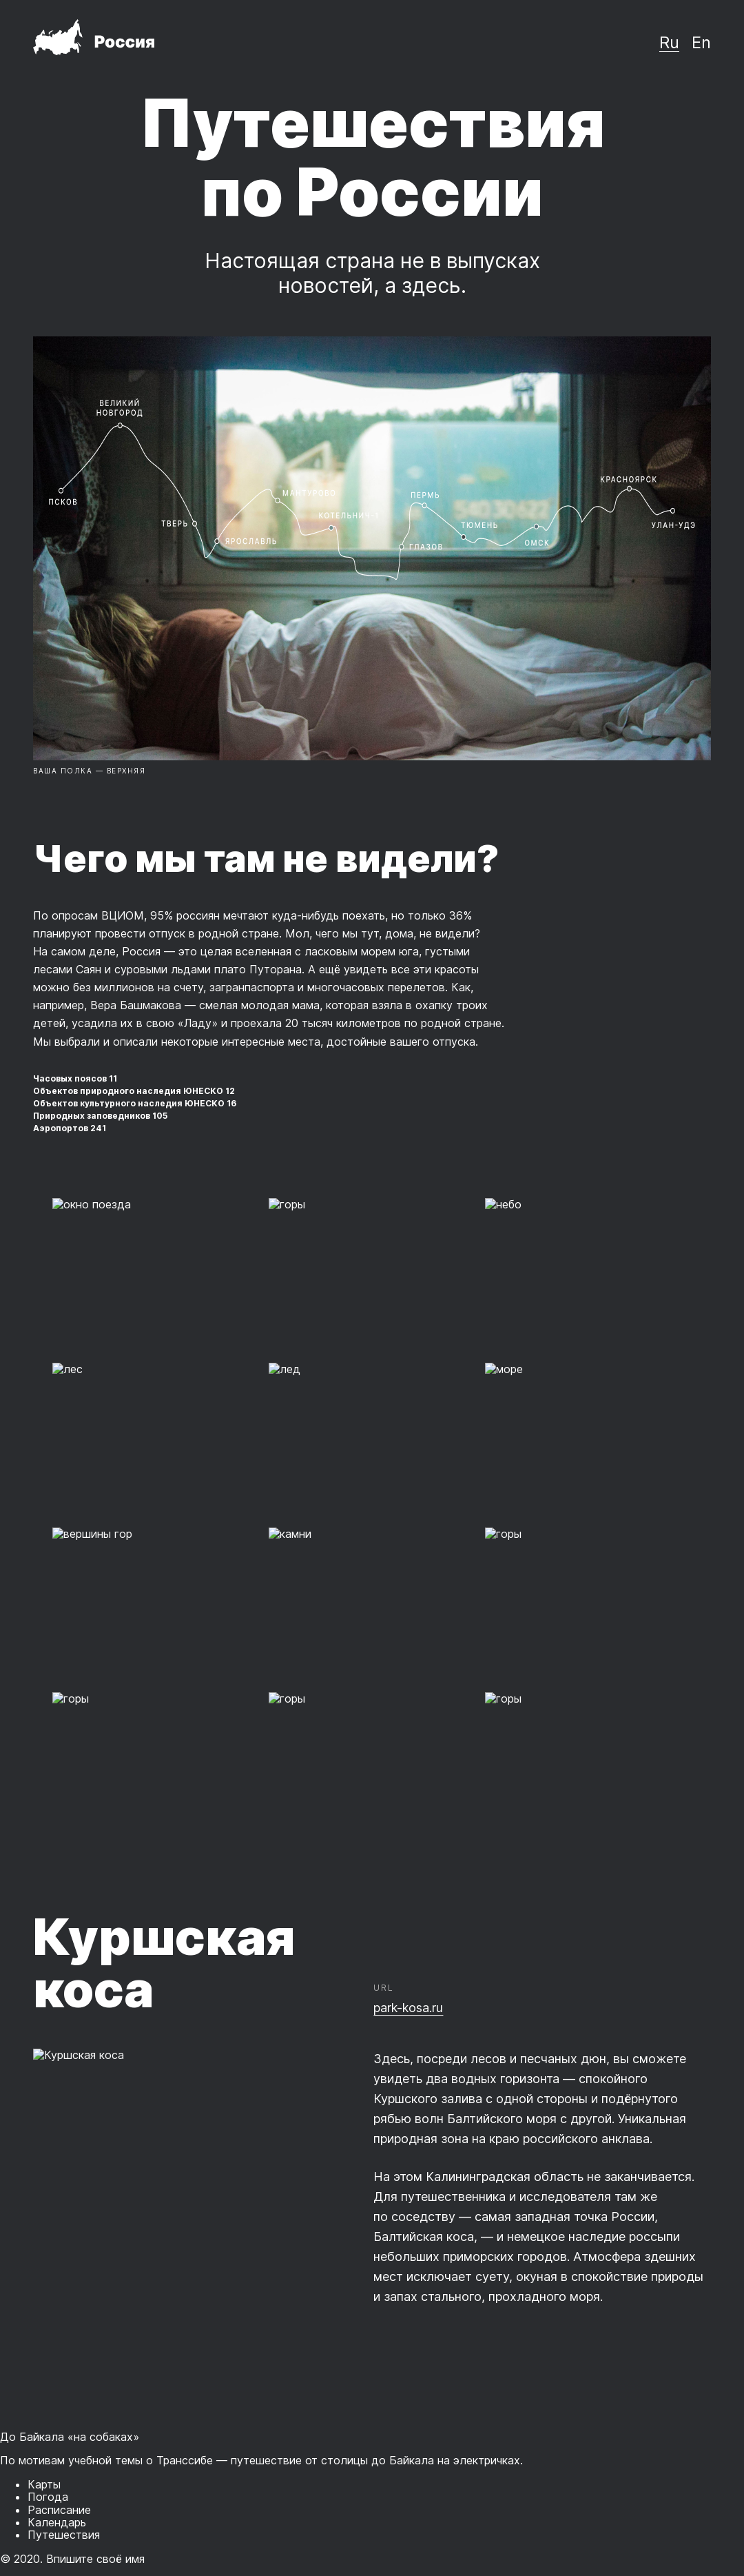 Россия
Ru En
Путешествия
по России
Настоящая страна не в выпусках
новостей, а здесь.
ВЕЛИКИЙ
НОВГОРОД
ПСКОВ
ТВЕРЬ
ЯРОСЛАВЛЬ
МАНТУРОВО
КОТЕЛЬНИЧ-1
ГЛАЗОВ
ПЕРМЬ
ТЮМЕНЬ
ОМСК
КРАСНОЯРСК
УЛАН-УДЭ
ВАША ПОЛКА — ВЕРХНЯЯ
Чего мы там не видели?
По опросам ВЦИОМ, 95% россиян мечтают куда-нибудь поехать, но только 36%
планируют провести отпуск в родной стране. Мол, чего мы тут, дома, не видели?
На самом деле, Россия — это целая вселенная с ласковым морем юга, густыми
лесами Саян и суровыми льдами плато Путорана. А ещё увидеть все эти красоты
можно без миллионов на счету, загранпаспорта и многочасовых перелетов. Как,
например, Вера Башмакова — смелая молодая мама, которая взяла в охапку троих
детей, усадила их в свою «Ладу» и проехала 20 тысяч километров по родной стране.
Мы выбрали и описали некоторые интересные места, достойные вашего отпуска.
Часовых поясов 11
Объектов природного наследия ЮНЕСКО 12
Объектов культурного наследия ЮНЕСКО 16
Природных заповедников 105
Аэропортов 241
окно поезда горы небо
лес лед море
вершины гор камни горы
горы горы горы
Куршская
коса
URL
park-kosa.ru
Куршская коса
Здесь, посреди лесов и песчаных дюн, вы сможете
увидеть два водных горизонта — спокойного
Куршского залива с одной стороны и подёрнутого
рябью волн Балтийского моря с другой. Уникальная
природная зона на краю российского анклава.
На этом Калининградская область не заканчивается.
Для путешественника и исследователя там же
по соседству — самая западная точка России,
Балтийская коса, — и немецкое наследие россыпи
небольших приморских городов. Атмосфера здешних
мест исключает суету, окуная в спокойствие природы
и запах стального, прохладного моря.
До Байкала «на собаках»
По мотивам учебной темы о Транссибе — путешествие от столицы до Байкала на электричках.
Карты
Погода
Расписание
Календарь
Путешествия
© 2020. Впишите своё имя